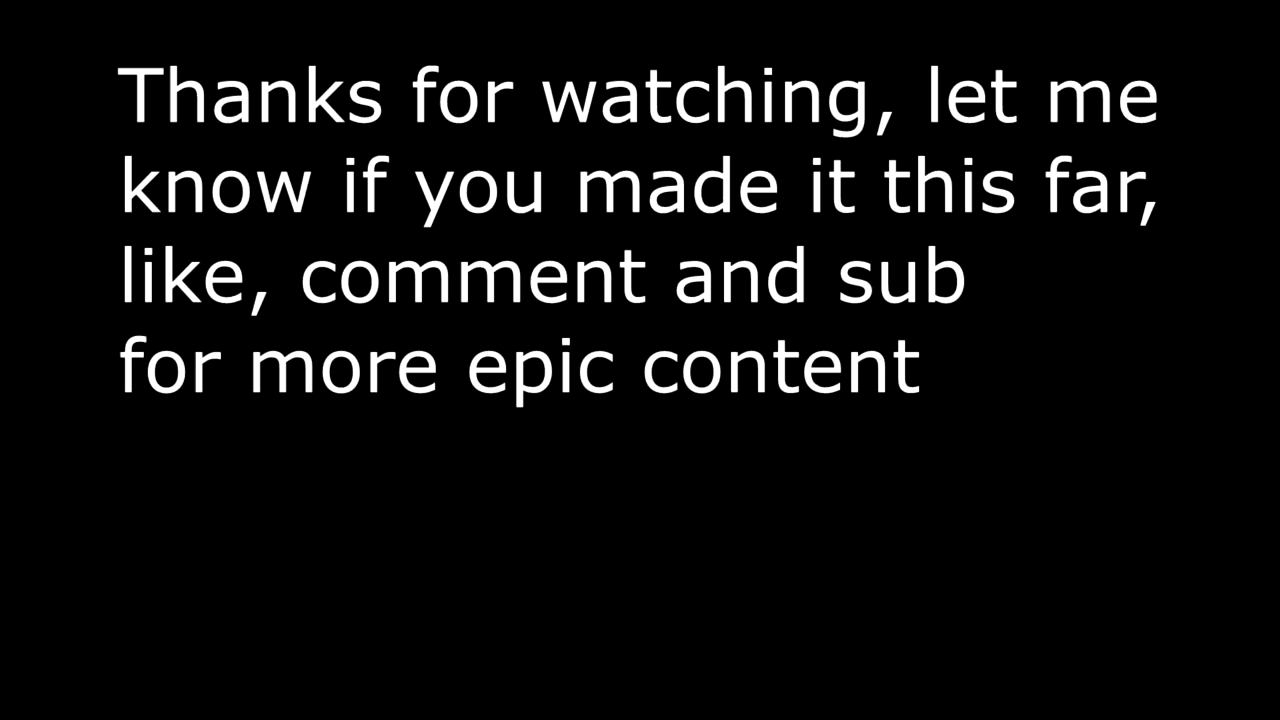 Thanks for watching, let me
know if you made it this far,
like, comment and sub
for more epic content